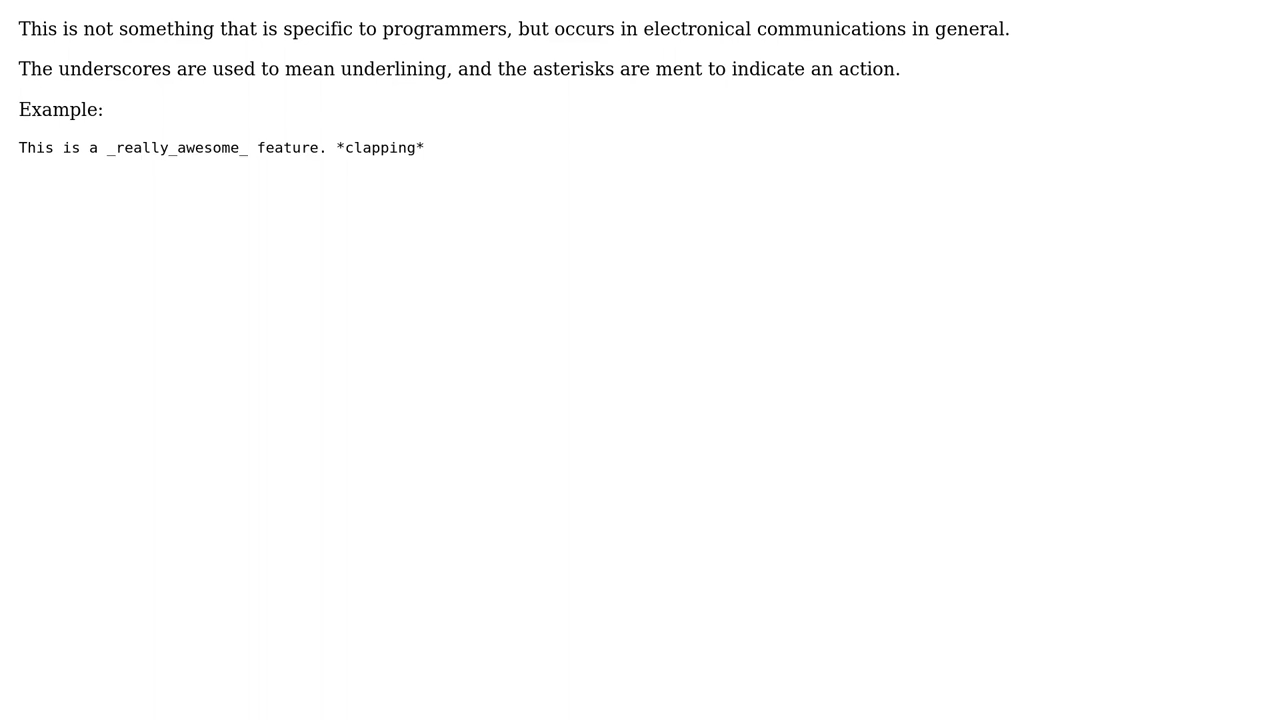 This is not something that is specific to programmers, but occurs in electronical communications in general.
The underscores are used to mean underlining, and the asterisks are ment to indicate an action.
Example:
This is a _really_awesome_ feature. *clapping*